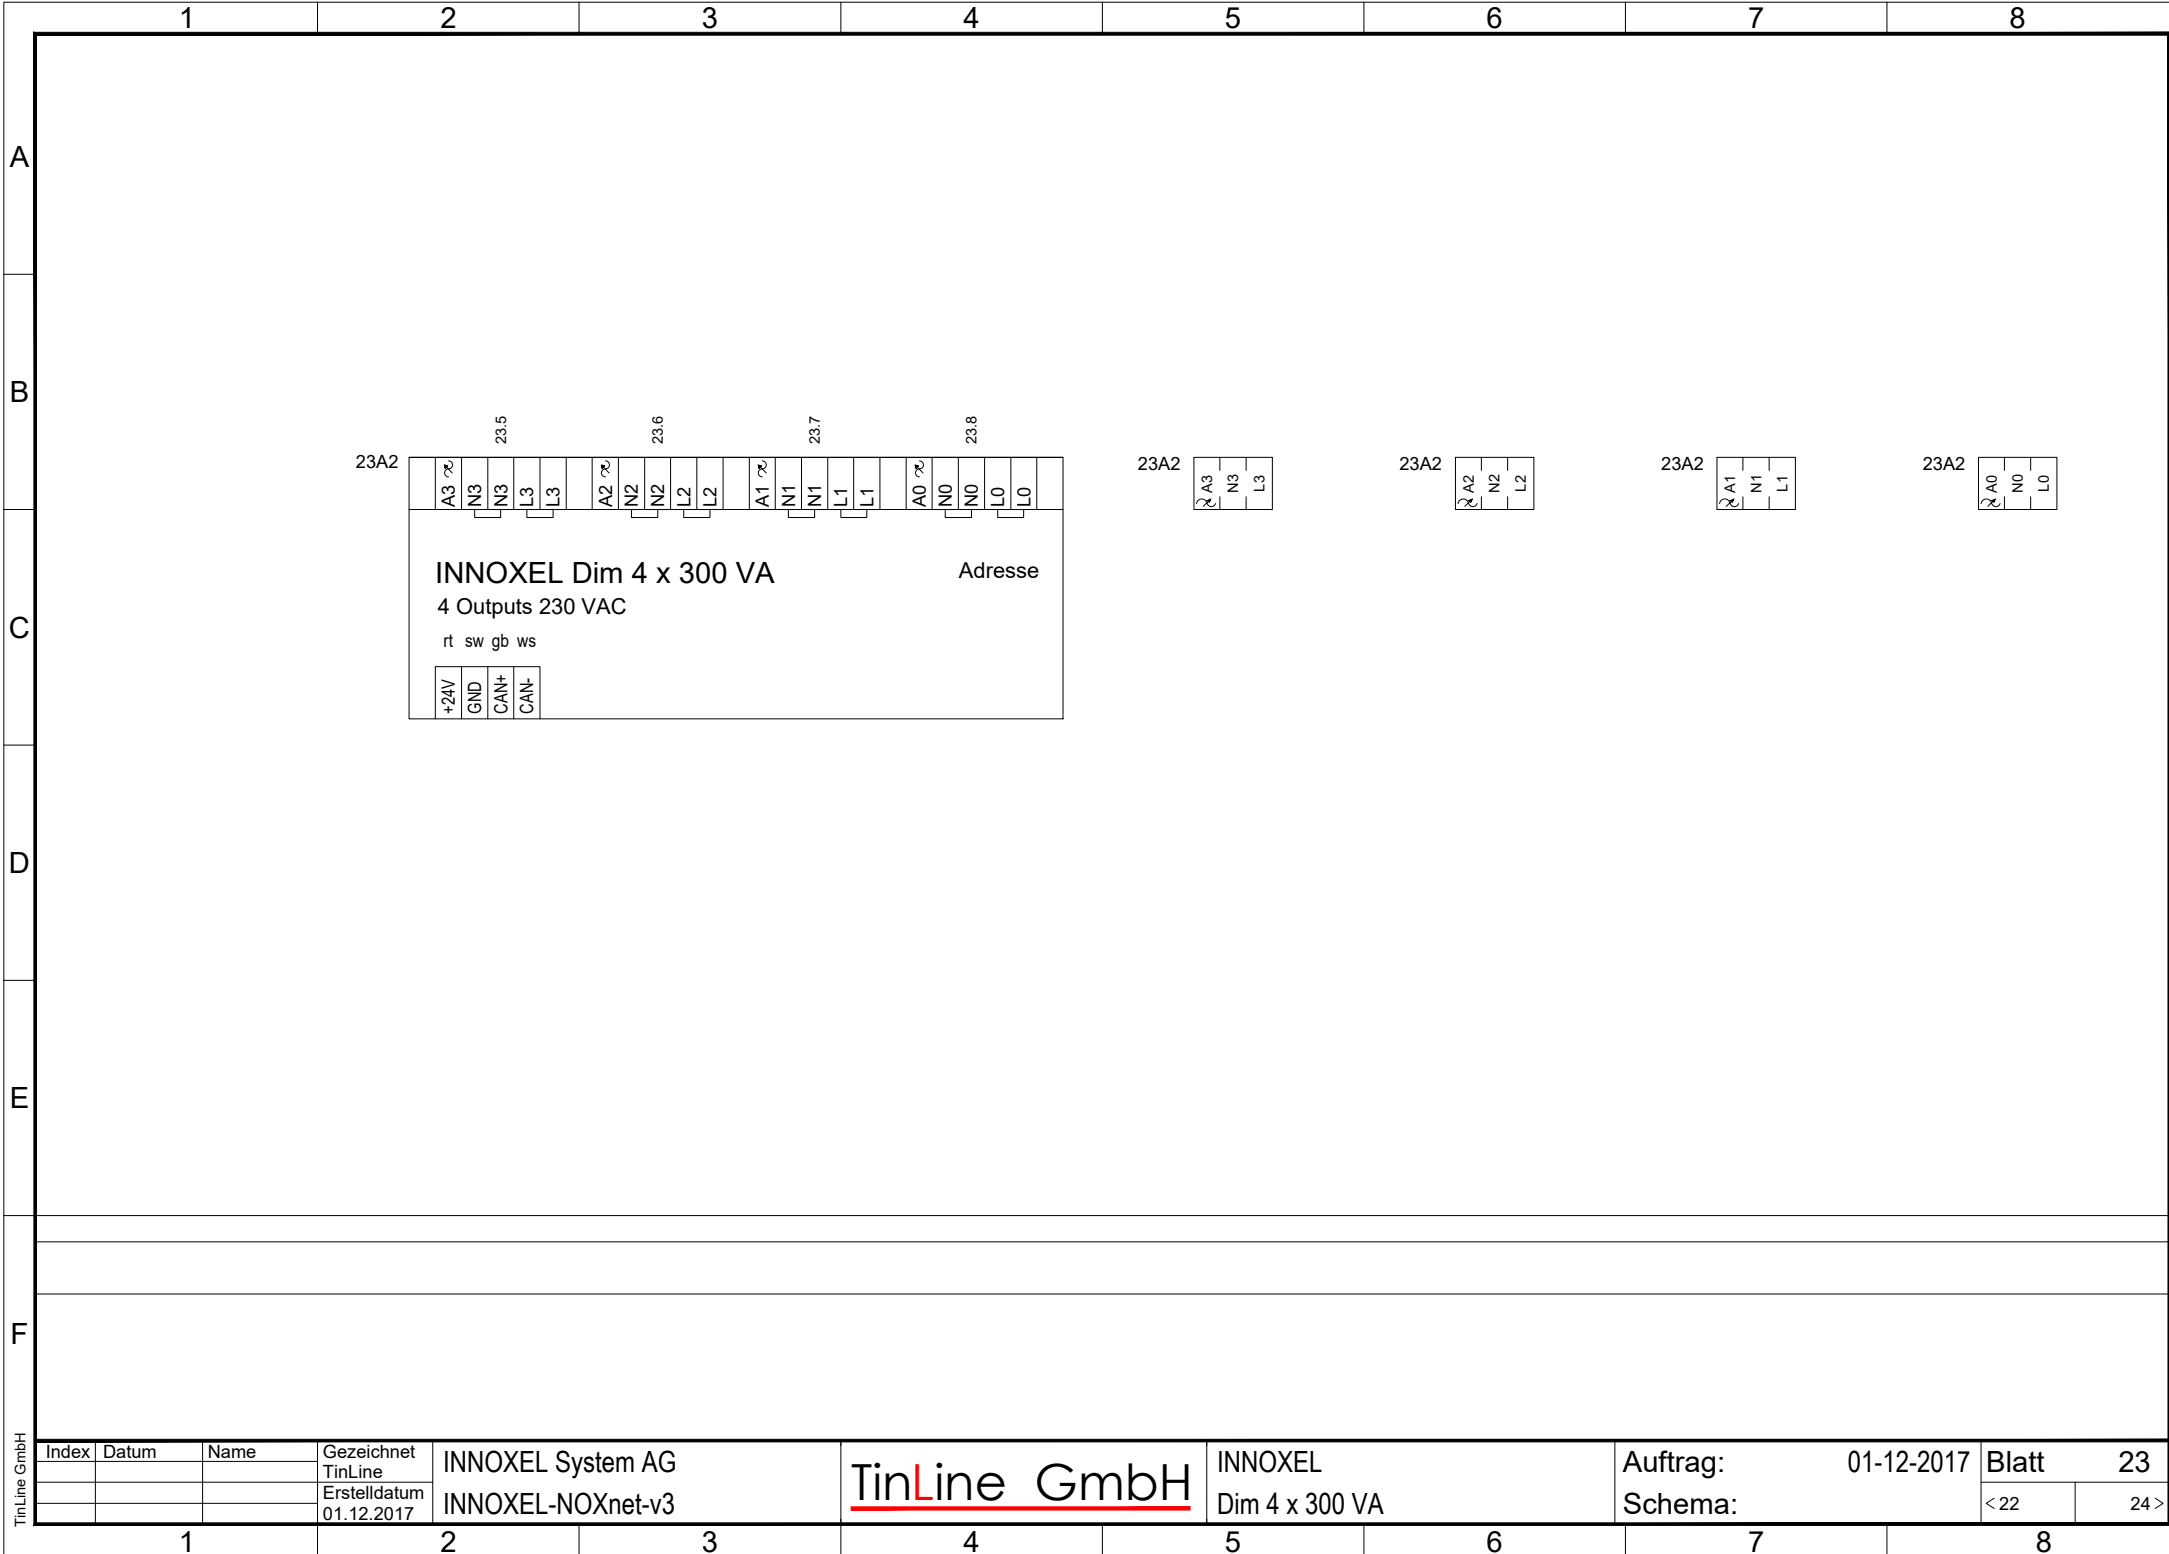 1 2 3 4 5 6 7 8
A
B
C
D
E
F
23.5 23.6 23.7 23.8
23A2
A3 N3 N3 L3 L3 A2 N2 N2 L2 L2 A1 N1 N1 L1 L1 A0 N0 N0 L0 L0
INNOXEL Dim 4 x 300 VA Adresse
4 Outputs 230 VAC
rt sw gb ws
+24V GND CAN+ CAN-
23A2 A3 N3 L3
23A2 A2 N2 L2
23A2 A1 N1 L1
23A2 A0 N0 L0
TinLine GmbH
Index Datum Name
Gezeichnet
TinLine
Erstelldatum
01.12.2017
INNOXEL System AG
INNOXEL-NOXnet-v3
TinLine GmbH
INNOXEL
Dim 4 x 300 VA
Auftrag: 01-12-2017
Schema:
Blatt 23
< 22 24 >
1 2 3 4 5 6 7 8